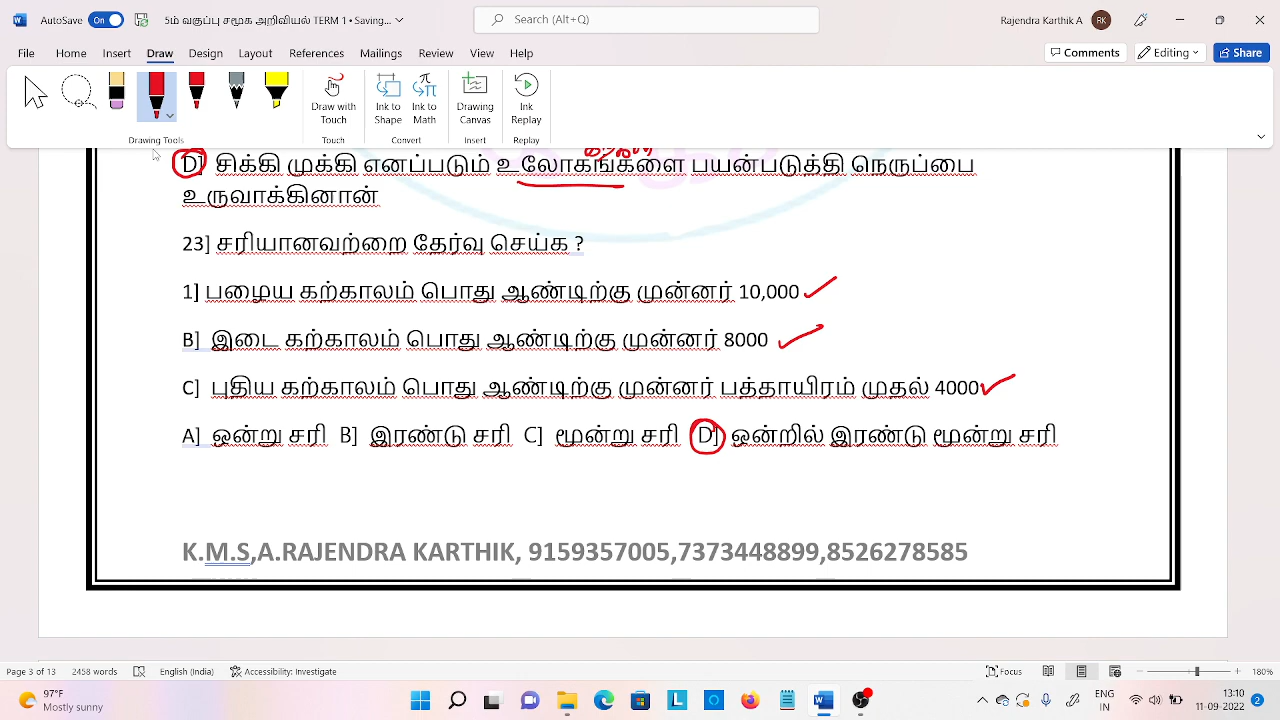 AutoSave On 5ம் வகுப்பு சமூக அறிவியல் TERM 1 • Saving...
Search (Alt+Q)
Rajendra Karthik A RK
File Home Insert Draw Design Layout References Mailings Review View Help
Comments Editing Share
Draw with Touch
Ink to Shape
Ink to Math
Drawing Canvas
Ink Replay
Drawing Tools Touch Convert Insert Replay
D] சிக்கி முக்கி எனப்படும் உலோகங்களை பயன்படுத்தி நெருப்பை
உருவாக்கினான்
23] சரியானவற்றை தேர்வு செய்க ?
1] பழைய கற்காலம் பொது ஆண்டிற்கு முன்னர் 10,000
B] இடை கற்காலம் பொது ஆண்டிற்கு முன்னர் 8000
C] புதிய கற்காலம் பொது ஆண்டிற்கு முன்னர் பத்தாயிரம் முதல் 4000
A] ஒன்று சரி B] இரண்டு சரி C] மூன்று சரி D] ஒன்றில் இரண்டு மூன்று சரி
K.M.S,A.RAJENDRA KARTHIK, 9159357005,7373448899,8526278585
Page 3 of 13 2458 words English (India) Accessibility: Investigate Focus 180%
97°F
Mostly sunny
ENG
IN
13:10
11-09-2022
2